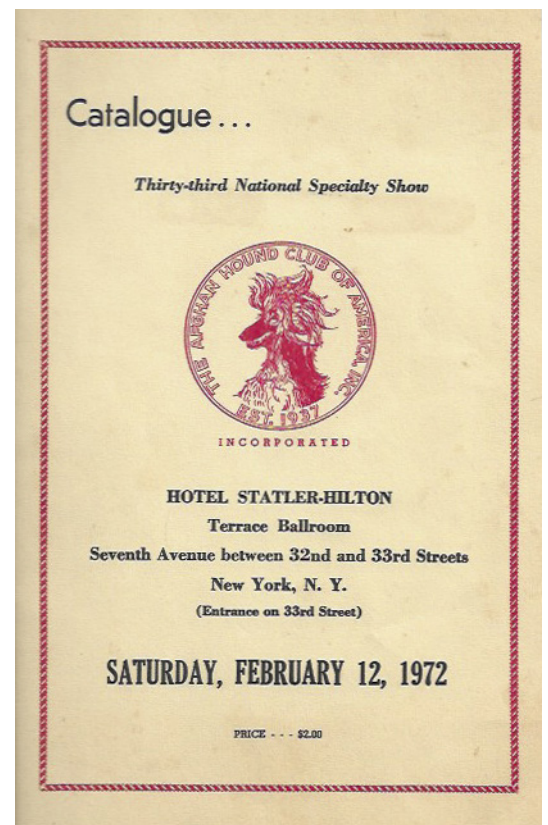 Catalogue...
Thirty-third National Specialty Show
THE AFGHAN HOUND CLUB OF AMERICA, INC.
EST. 1937
INCORPORATED
HOTEL STATLER-HILTON
Terrace Ballroom
Seventh Avenue between 32nd and 33rd Streets
New York, N. Y.
(Entrance on 33rd Street)
SATURDAY, FEBRUARY 12, 1972
PRICE - - - $2.00